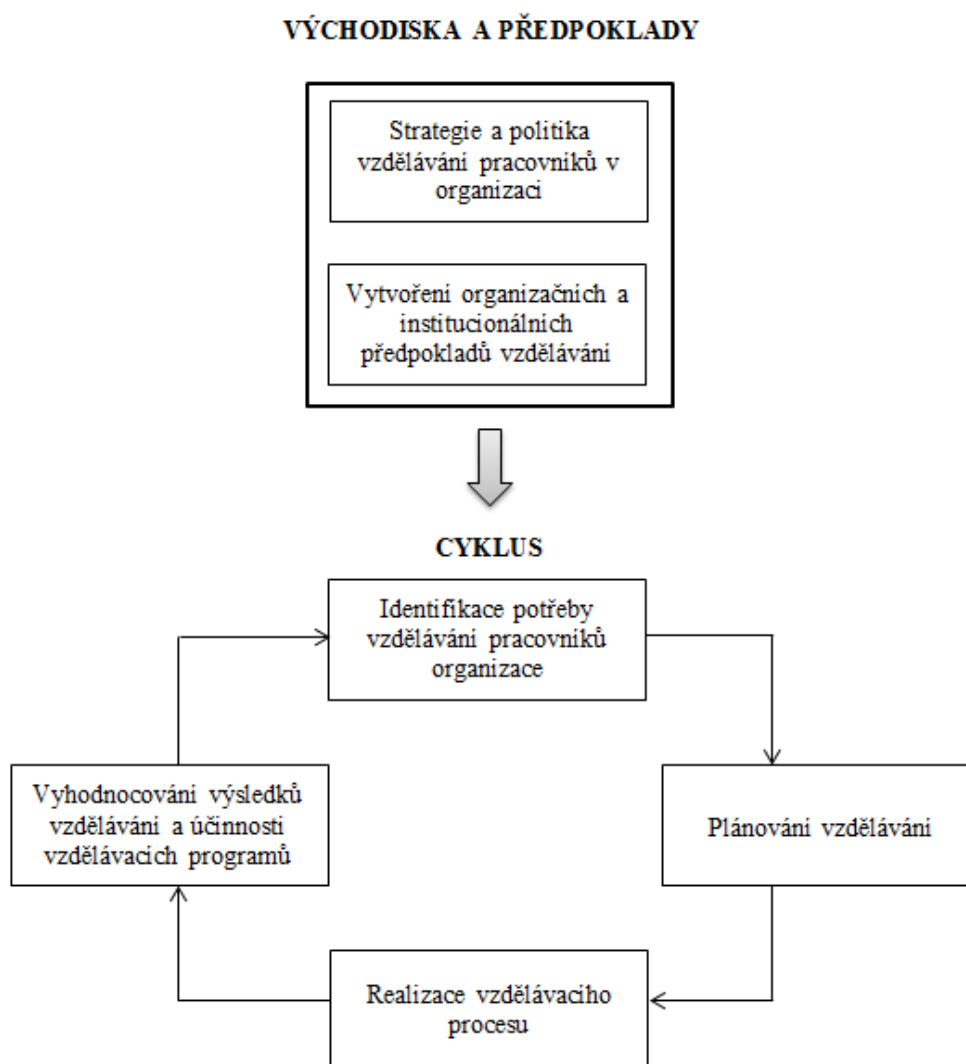 VÝCHODISKA A PŘEDPOKLADY
Strategie a politika
vzdělávání pracovníků v
organizaci
Vytvoření organizačních a
institucionálních
předpokladů vzdělávání
CYKLUS
Identifikace potřeby
vzdělávání pracovníků
organizace
Vyhodnocování výsledků
vzdělávání a účinnosti
vzdělávacích programů
Plánování vzdělávání
Realizace vzdělávacího
procesu